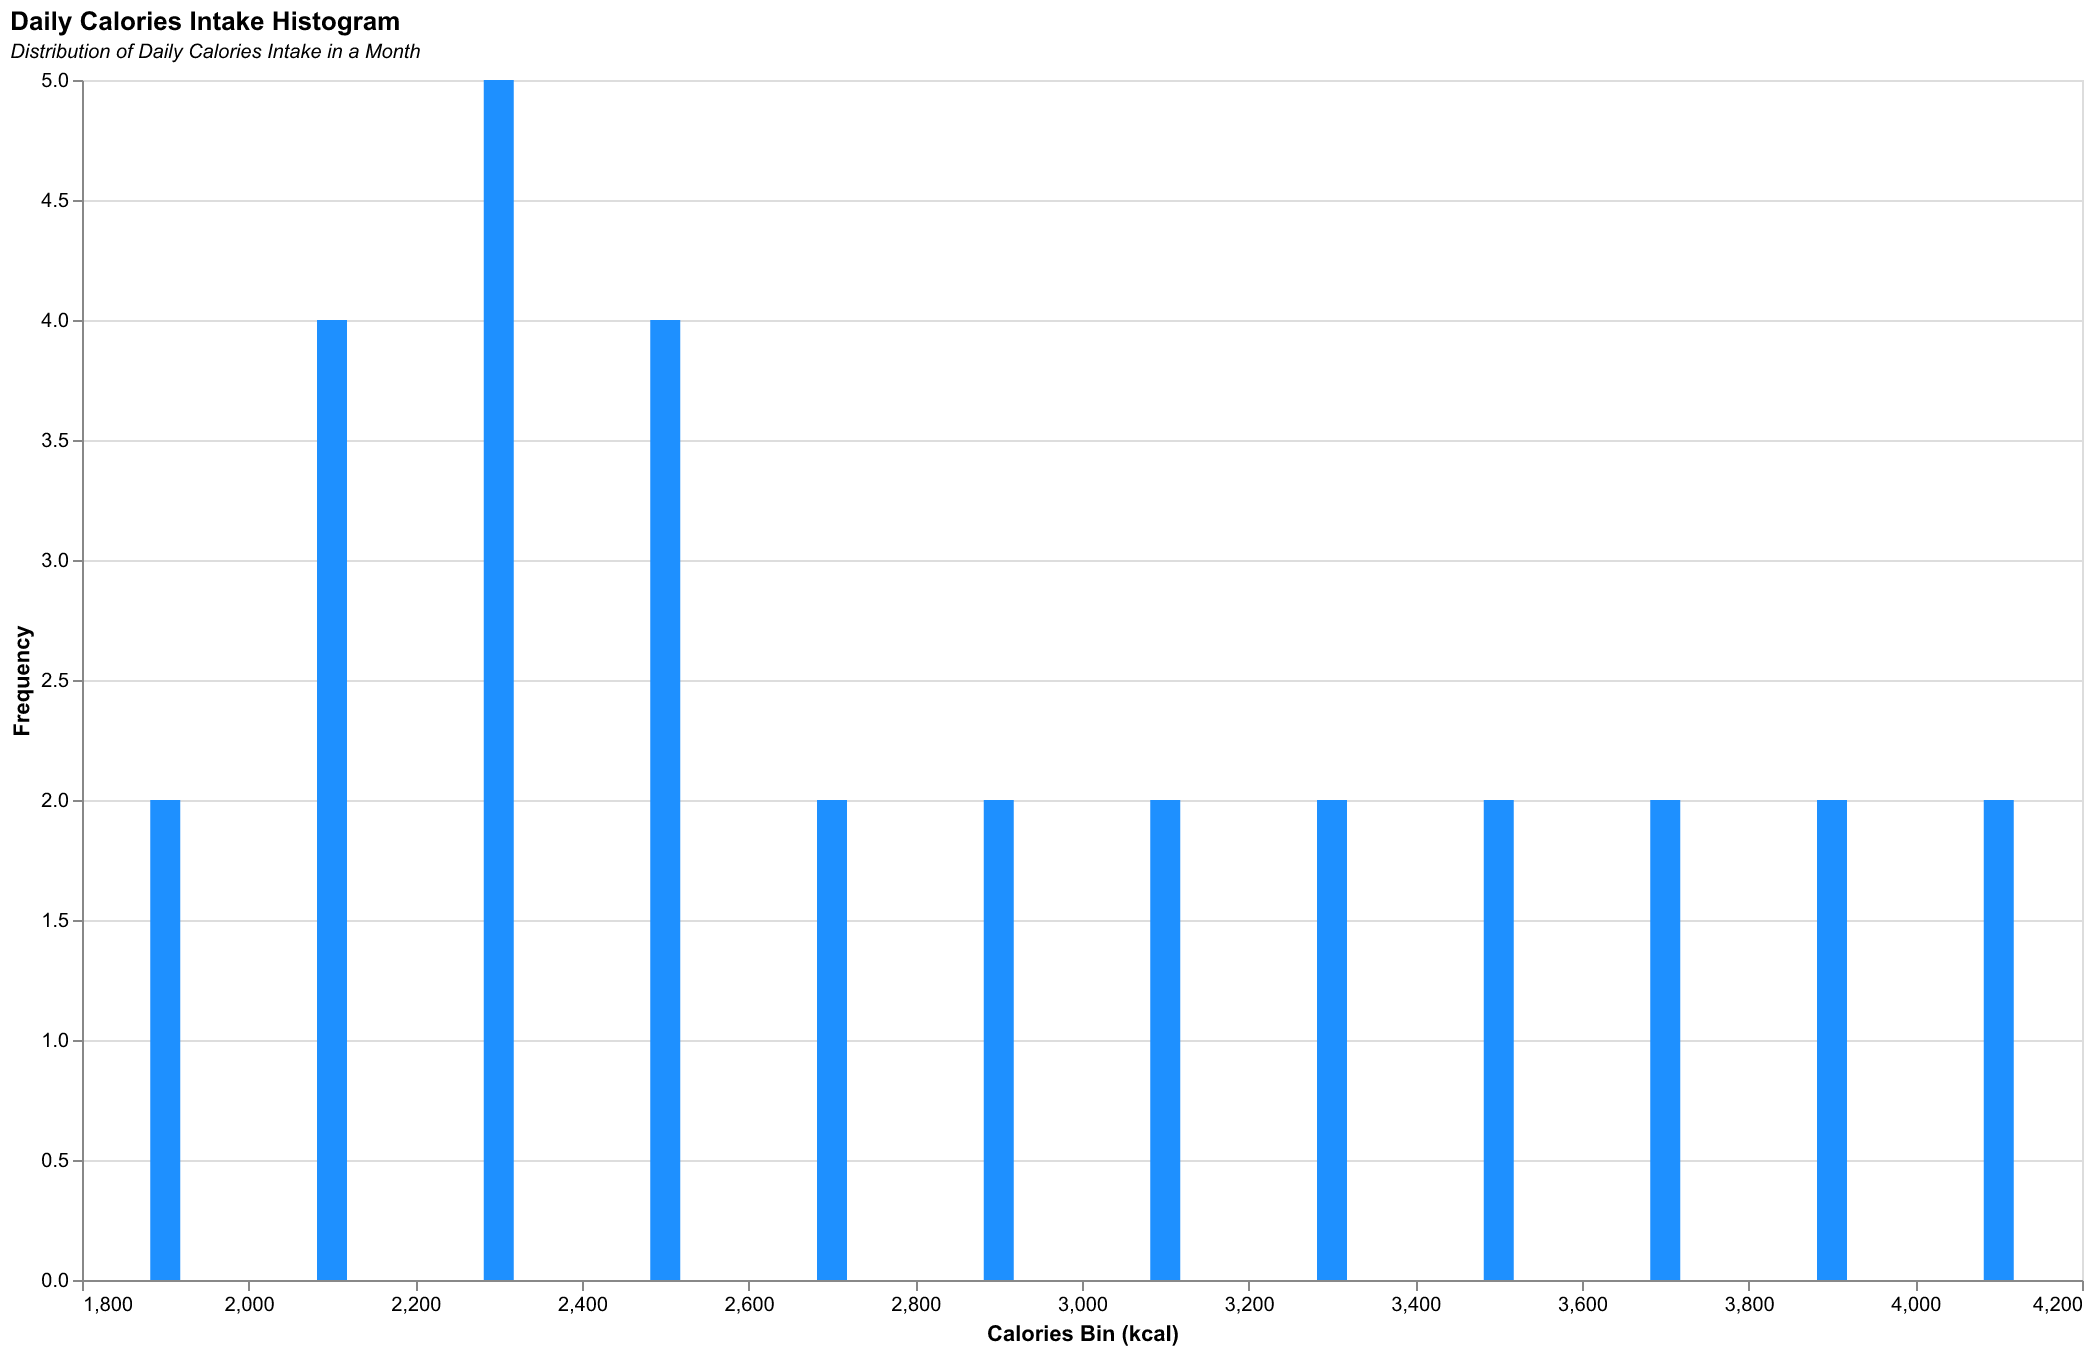 Daily Calories Intake Histogram
Distribution of Daily Calories Intake in a Month
5.0
4.5
4.0
3.5
3.0
2.5
2.0
1.5
1.0
0.5
0.0
Frequency
1,800 2,000 2,200 2,400 2,600 2,800 3,000 3,200 3,400 3,600 3,800 4,000 4,200
Calories Bin (kcal)